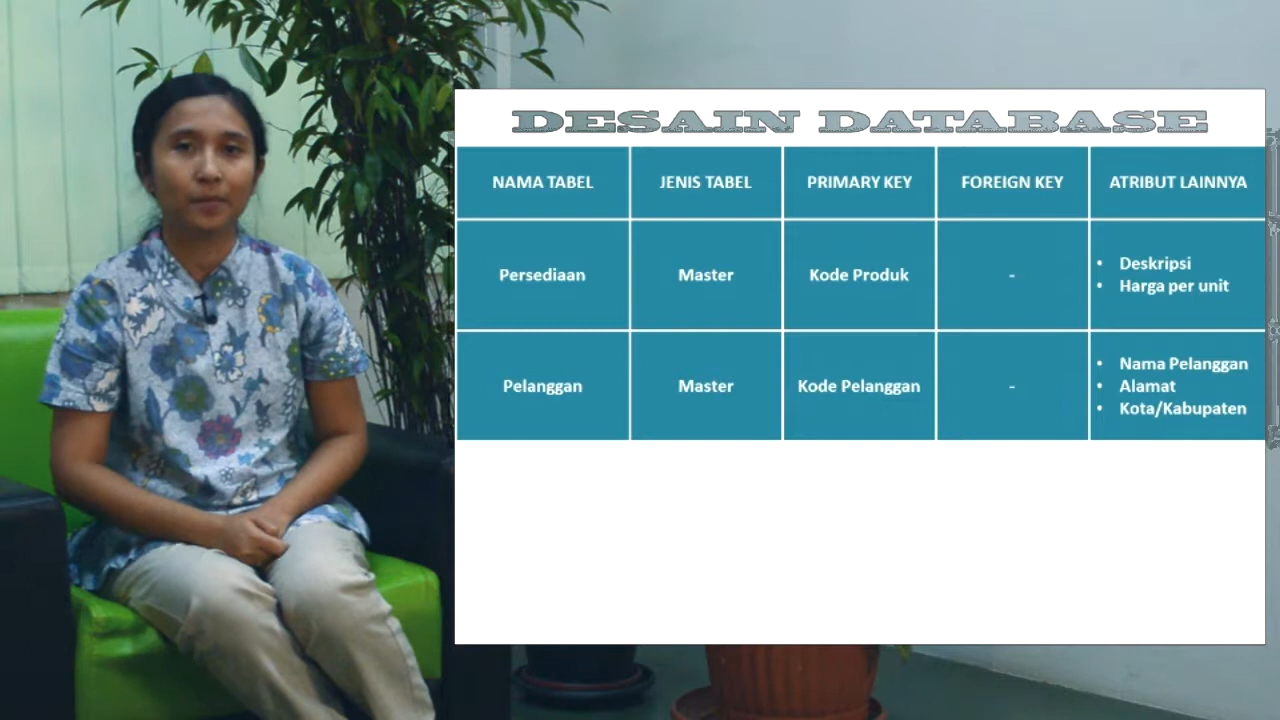 DESAIN DATABASE
NAMA TABEL JENIS TABEL PRIMARY KEY FOREIGN KEY ATRIBUT LAINNYA
Persediaan Master Kode Produk -
• Deskripsi
• Harga per unit
Pelanggan Master Kode Pelanggan -
• Nama Pelanggan
• Alamat
• Kota/Kabupaten